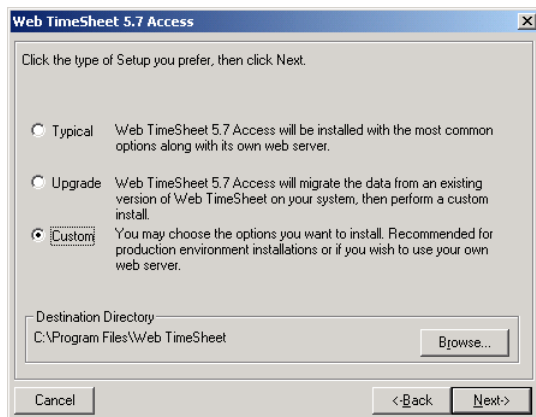 Web TimeSheet 5.7 Access
Click the type of Setup you prefer, then click Next.
Typical Web TimeSheet 5.7 Access will be installed with the most common
options along with its own web server.
Upgrade Web TimeSheet 5.7 Access will migrate the data from an existing
version of Web TimeSheet on your system, then perform a custom
install.
Custom You may choose the options you want to install. Recommended for
production environment installations or if you wish to use your own
web server.
Destination Directory
C:\Program Files\Web TimeSheet
Browse...
Cancel <-Back Next->